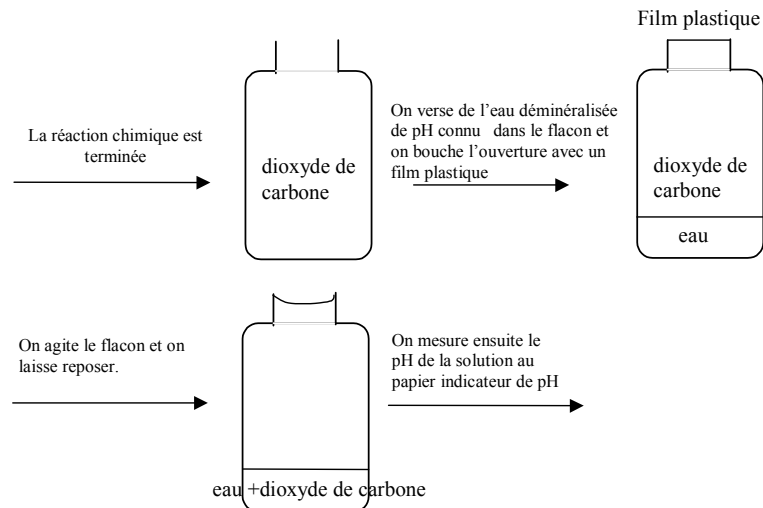 Film plastique
La réaction chimique est
terminée
dioxyde de
carbone
On verse de l'eau déminéralisée
de pH connu dans le flacon et
on bouche l'ouverture avec un
film plastique
dioxyde de
carbone
eau
On agite le flacon et on
laisse reposer.
eau +dioxyde de carbone
On mesure ensuite le
pH de la solution au
papier indicateur de pH